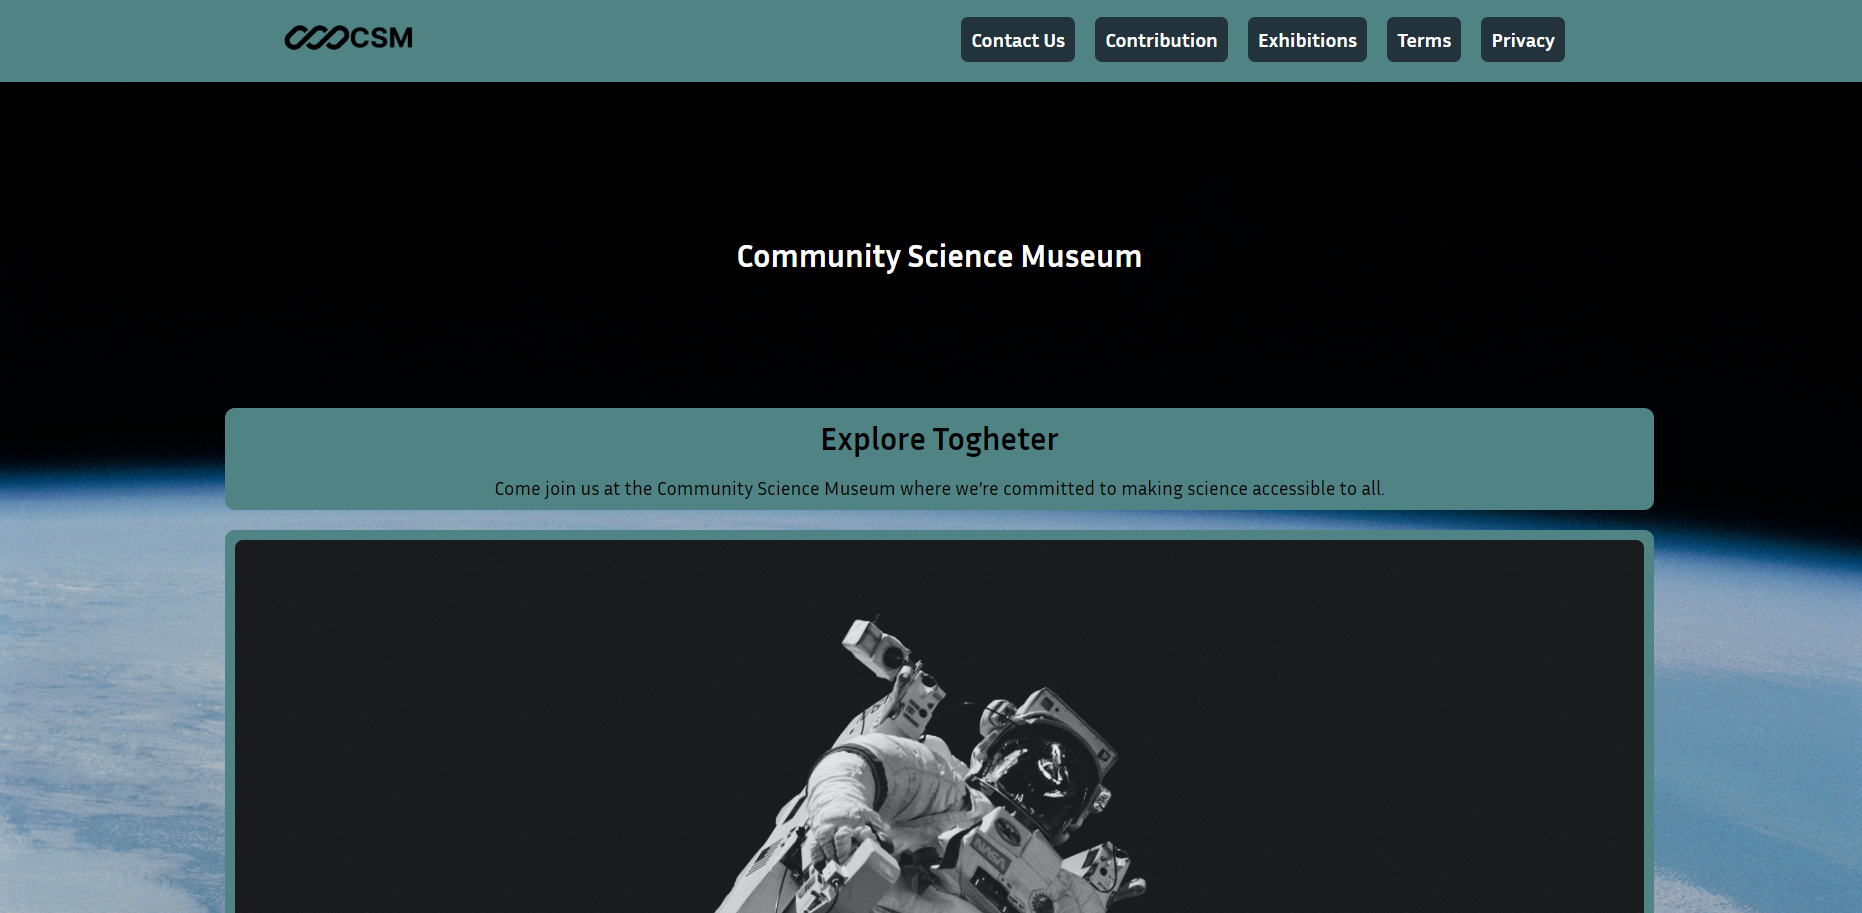 CSM
Contact Us
Contribution
Exhibitions
Terms
Privacy
Community Science Museum
Explore Togheter
Come join us at the Community Science Museum where we're committed to making science accessible to all.
NASA